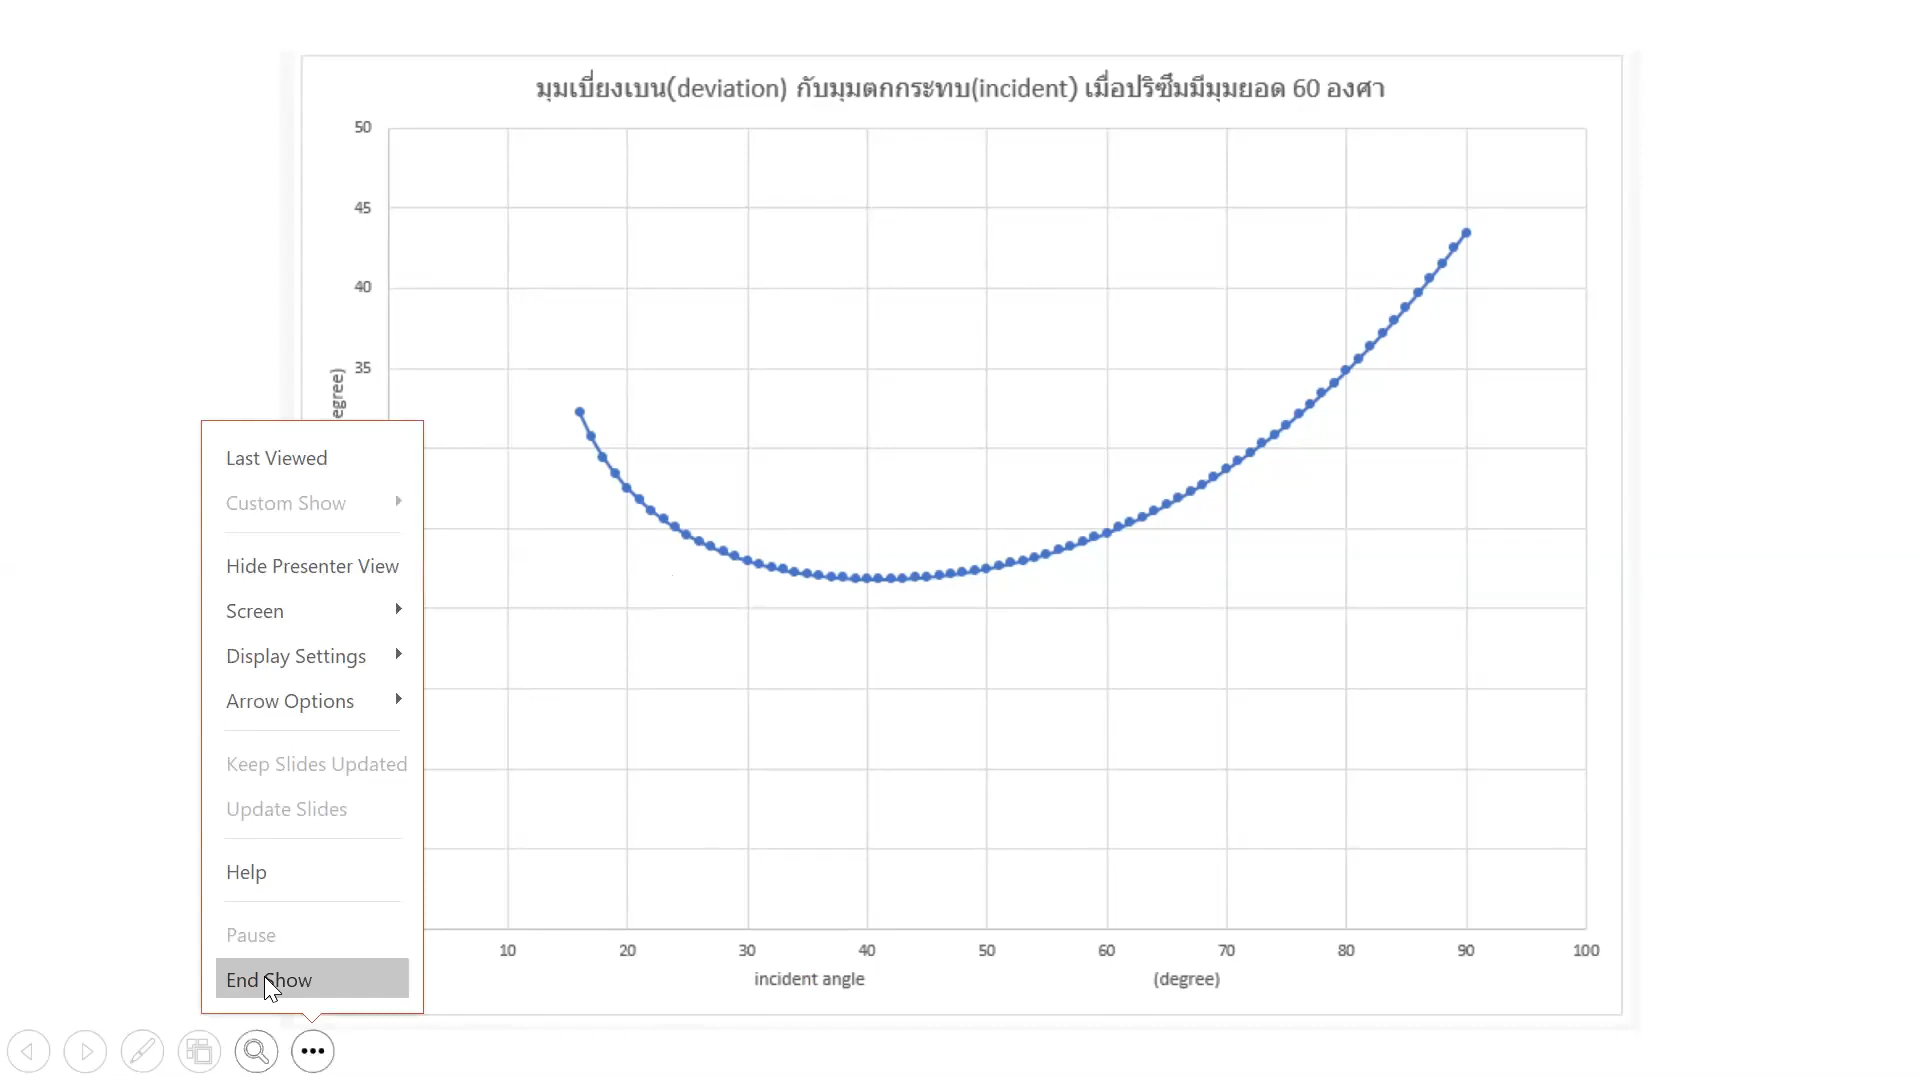 มุมเบี่ยงเบน(deviation) กับมุมตกกระทบ(incident) เมื่อปริซึมมีมุมยอด 60 องศา
50
45
40
35
egree)
Last Viewed
Custom Show
Hide Presenter View
Screen
Display Settings
Arrow Options
Keep Slides Updated
Update Slides
Help
Pause
End Show
10 20 30 40 50 60 70 80 90 100
incident angle (degree)